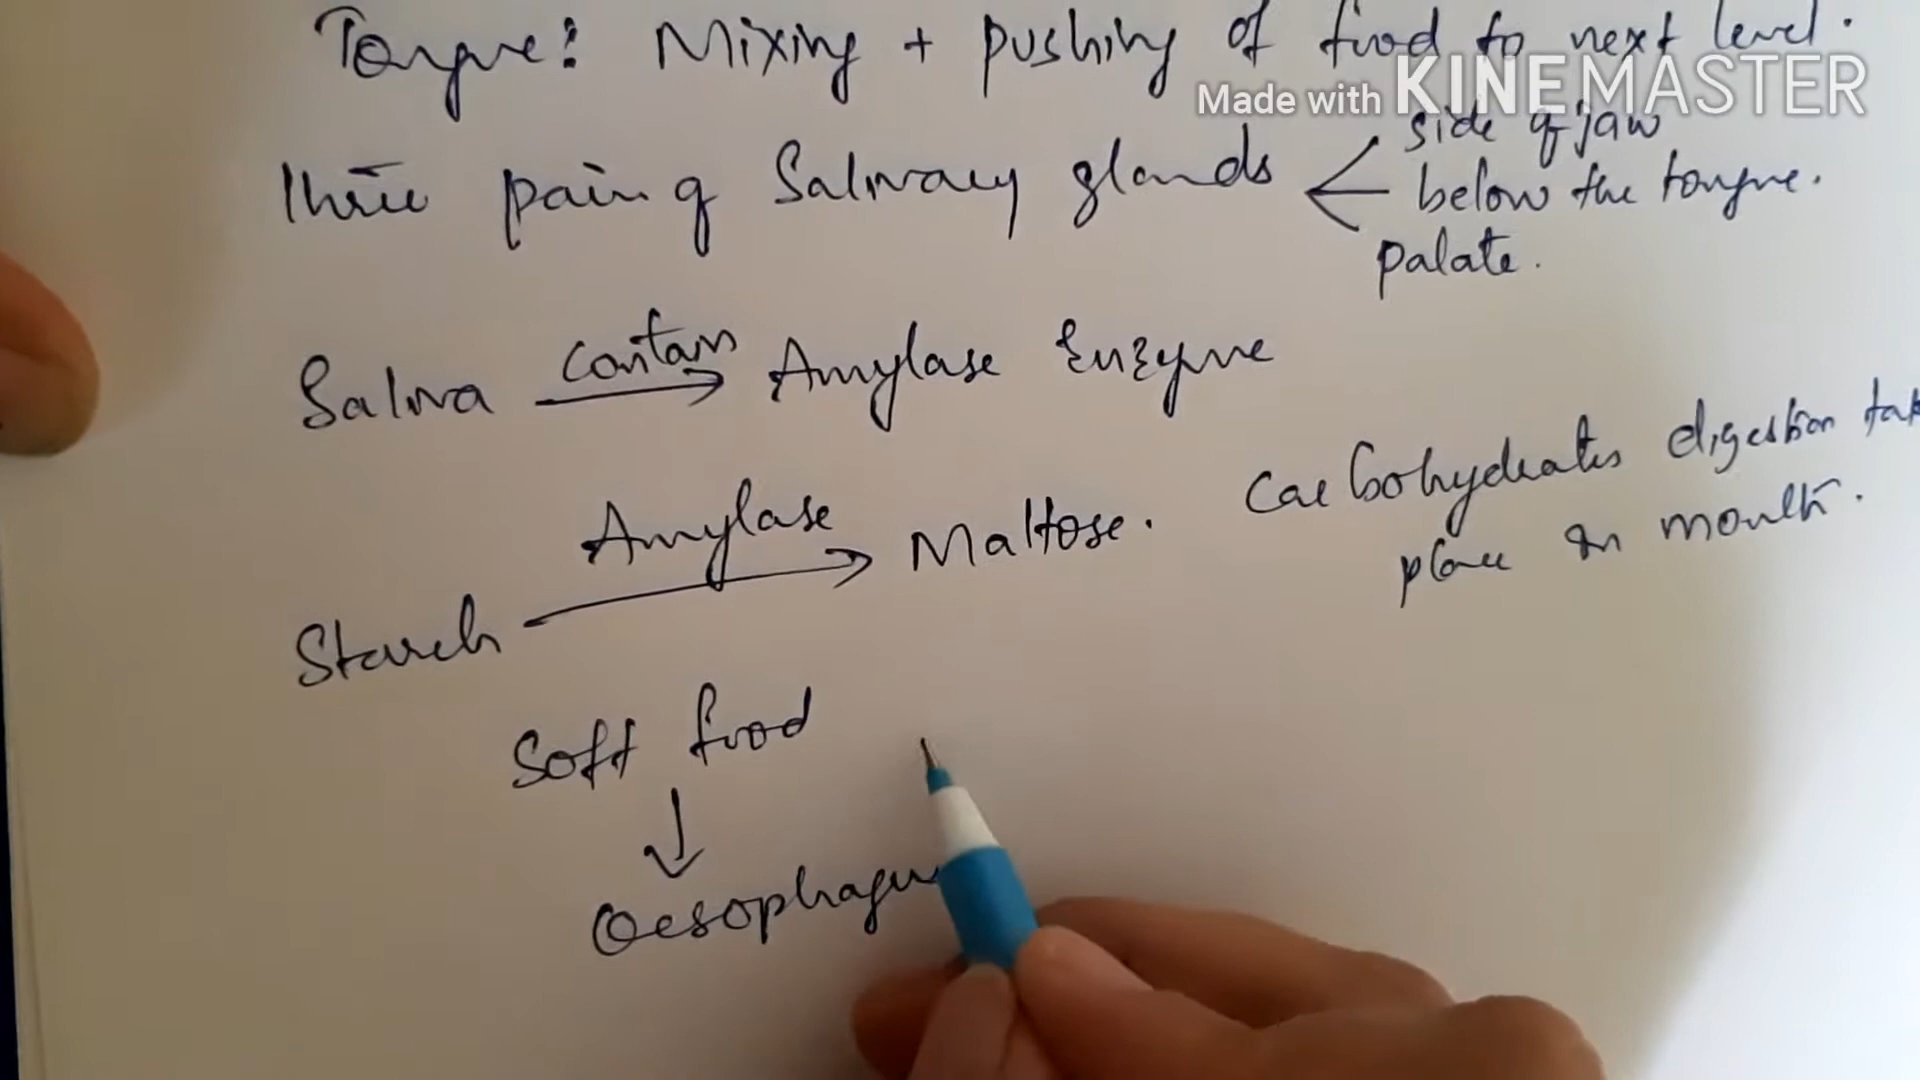 Tongue: Mixing + pushing of food to next level.
Made with KINEMASTER
Three pair of Salivary glands
side of jaw
below the tongue.
palate.
Saliva contain Amylase Enzyme
Starch Amylase Maltose.
Carbohydrates digestion tak
place in mouth.
Soft food
Oesophagu